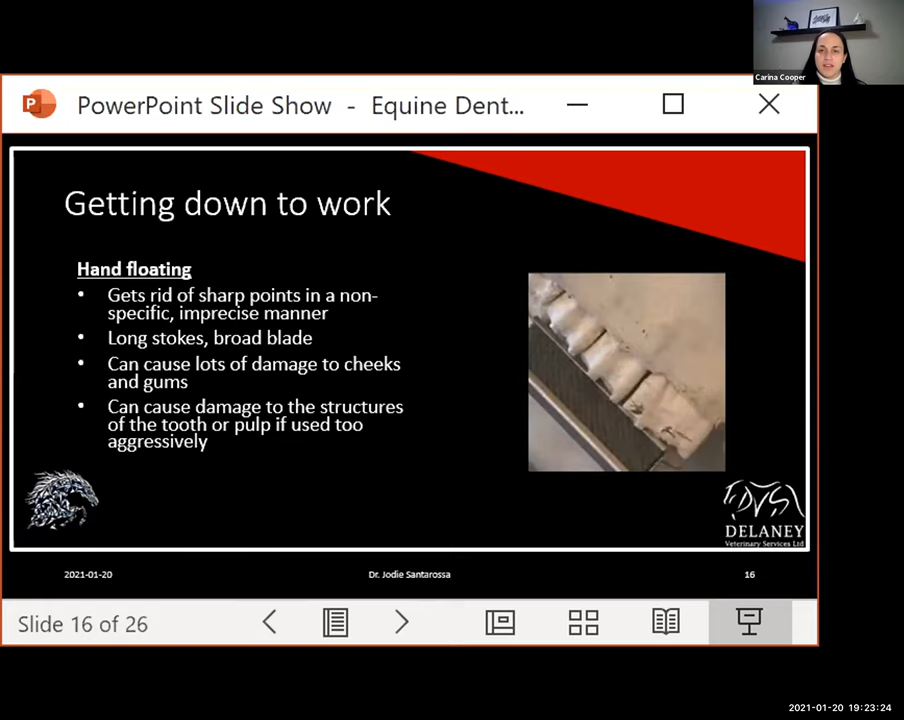 Carina Cooper
P
PowerPoint Slide Show - Equine Dent...
Getting down to work
Hand floating
• Gets rid of sharp points in a non-
specific, imprecise manner
• Long stokes, broad blade
• Can cause lots of damage to cheeks
and gums
• Can cause damage to the structures
of the tooth or pulp if used too
aggressively
DVS
DELANEY
Veterinary Services Ltd
2021-01-20
Dr. Jodie Santarossa
16
Slide 16 of 26
2021-01-20 19:23:24